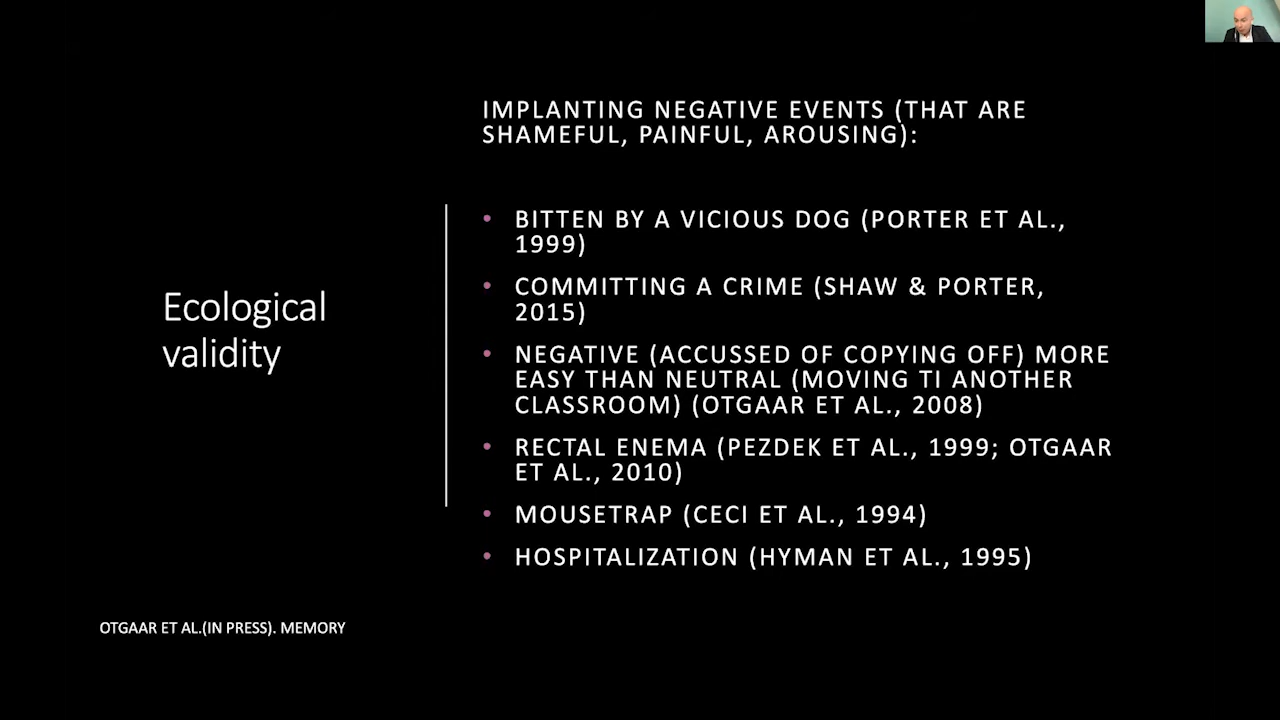 IMPLANTING NEGATIVE EVENTS (THAT ARE
SHAMEFUL, PAINFUL, AROUSING):
Ecological
validity
• BITTEN BY A VICIOUS DOG (PORTER ET AL.,
1999)
• COMMITTING A CRIME (SHAW & PORTER,
2015)
• NEGATIVE (ACCUSSED OF COPYING OFF) MORE
EASY THAN NEUTRAL (MOVING TI ANOTHER
CLASSROOM) (OTGAAR ET AL., 2008)
• RECTAL ENEMA (PEZDEK ET AL., 1999; OTGAAR
ET AL., 2010)
• MOUSETRAP (CECI ET AL., 1994)
• HOSPITALIZATION (HYMAN ET AL., 1995)
OTGAAR ET AL.(IN PRESS). MEMORY